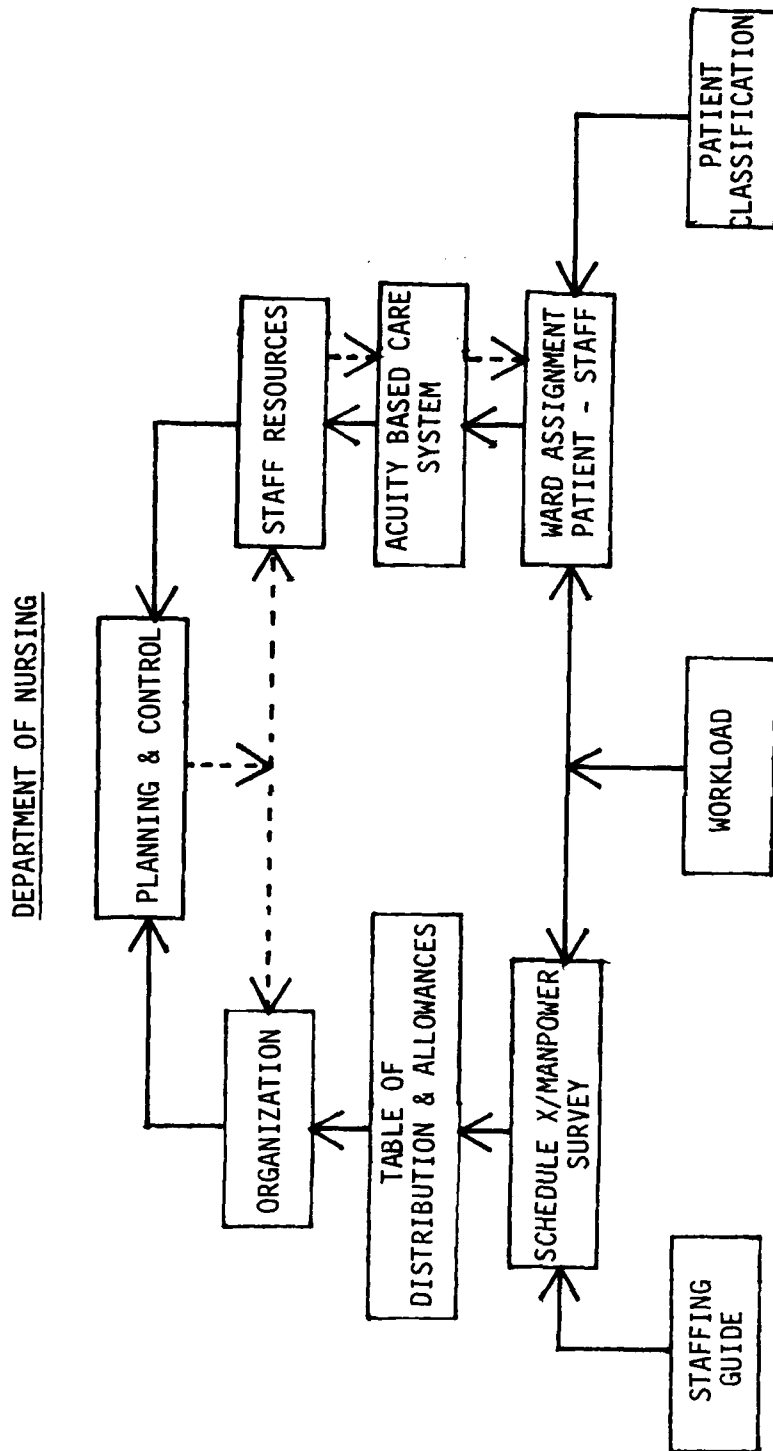 DEPARTMENT OF NURSING
PLANNING & CONTROL
ORGANIZATION
STAFF RESOURCES
TABLE OF
DISTRIBUTION & ALLOWANCES
ACUITY BASED CARE
SYSTEM
SCHEDULE X/MANPOWER
SURVEY
WARD ASSIGNMENT
PATIENT - STAFF
STAFFING
GUIDE
WORKLOAD
PATIENT
CLASSIFICATION